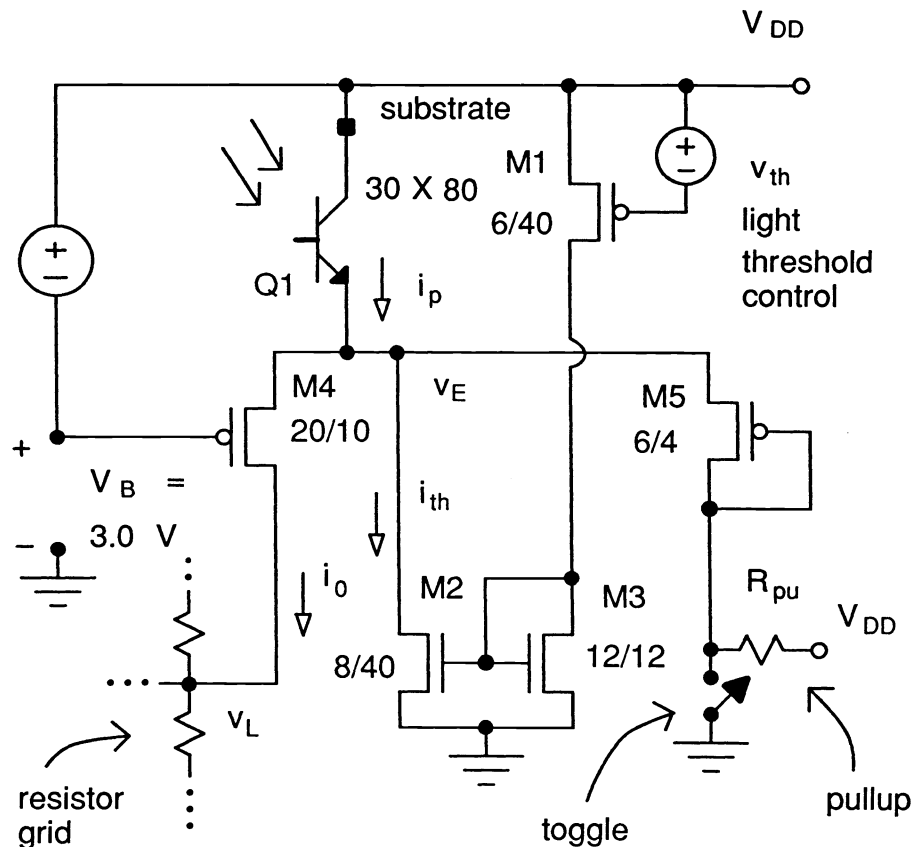 V DD
substrate
M1
+
−
v th
30 X 80
6/40
light
threshold
control
+
−
Q1
i p
M4
v E
M5
20/10
6/4
+
V B =
i th
3.0 V
−
i 0
M2
M3
R pu
V DD
8/40
12/12
v L
resistor
grid
toggle
pullup